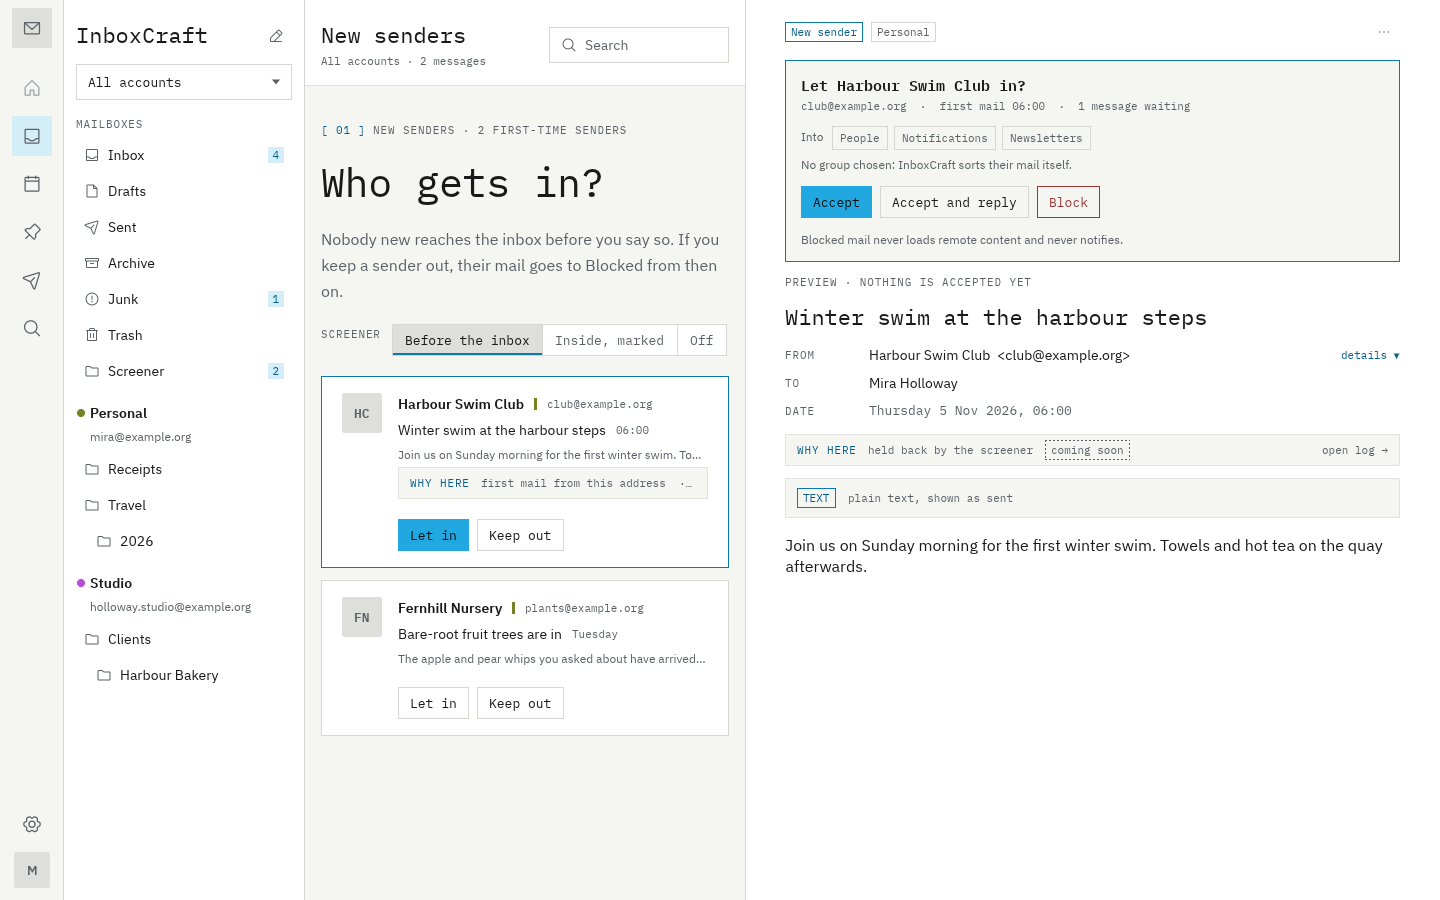 InboxCraft
All accounts
MAILBOXES
Inbox 4
Drafts
Sent
Archive
Junk 1
Trash
Screener 2
Personal
mira@example.org
Receipts
Travel
2026
Studio
holloway.studio@example.org
Clients
Harbour Bakery
M
New senders
All accounts · 2 messages
Search
[ 01 ] NEW SENDERS · 2 FIRST-TIME SENDERS
Who gets in?
Nobody new reaches the inbox before you say so. If you
keep a sender out, their mail goes to Blocked from then
on.
SCREENER Before the inbox Inside, marked Off
HC
Harbour Swim Club club@example.org
Winter swim at the harbour steps 06:00
Join us on Sunday morning for the first winter swim. To…
WHY HERE first mail from this address ·…
Let in Keep out
FN
Fernhill Nursery plants@example.org
Bare-root fruit trees are in Tuesday
The apple and pear whips you asked about have arrived…
Let in Keep out
New sender Personal ···
Let Harbour Swim Club in?
club@example.org · first mail 06:00 · 1 message waiting
Into People Notifications Newsletters
No group chosen: InboxCraft sorts their mail itself.
Accept Accept and reply Block
Blocked mail never loads remote content and never notifies.
PREVIEW · NOTHING IS ACCEPTED YET
Winter swim at the harbour steps
FROM Harbour Swim Club <club@example.org> details ▾
TO Mira Holloway
DATE Thursday 5 Nov 2026, 06:00
WHY HERE held back by the screener coming soon open log →
TEXT plain text, shown as sent
Join us on Sunday morning for the first winter swim. Towels and hot tea on the quay
afterwards.